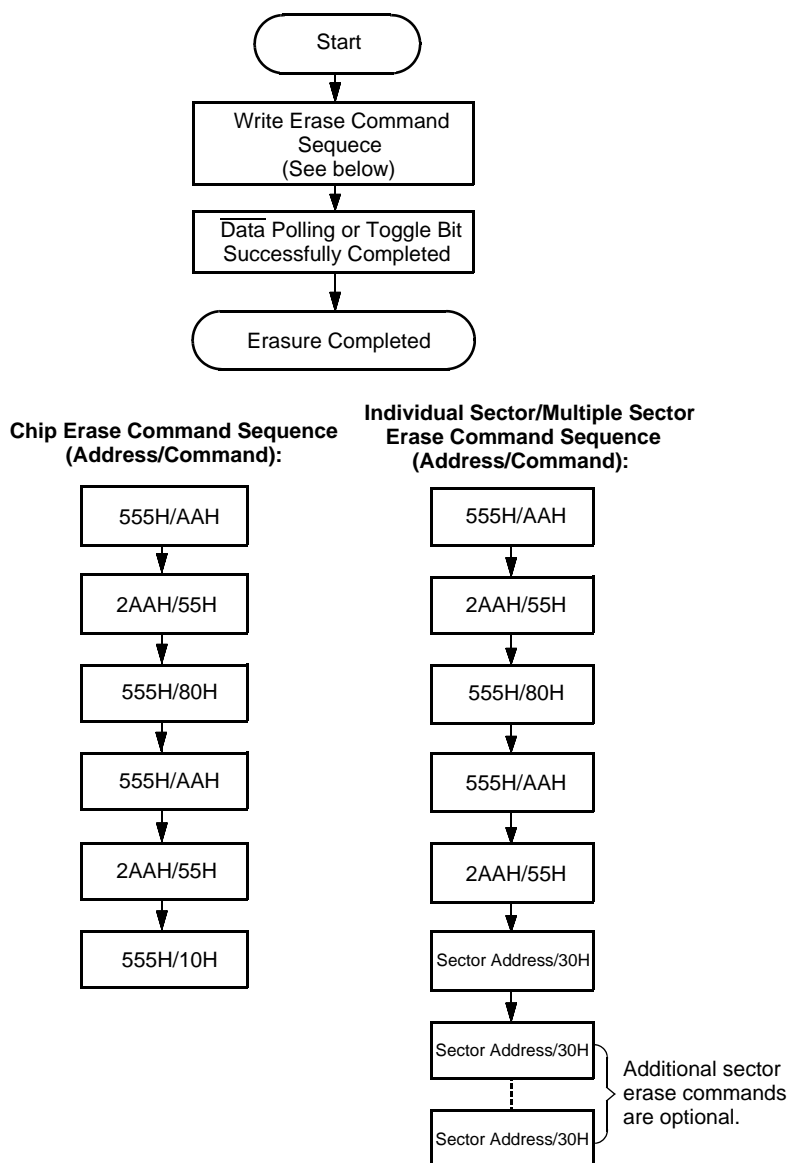 Start
Write Erase Command
Sequece
(See below)
Data Polling or Toggle Bit
Successfully Completed
Erasure Completed
Chip Erase Command Sequence
(Address/Command):
555H/AAH
2AAH/55H
555H/80H
555H/AAH
2AAH/55H
555H/10H
Individual Sector/Multiple Sector
Erase Command Sequence
(Address/Command):
555H/AAH
2AAH/55H
555H/80H
555H/AAH
2AAH/55H
Sector Address/30H
Sector Address/30H
Sector Address/30H
Additional sector
erase commands
are optional.